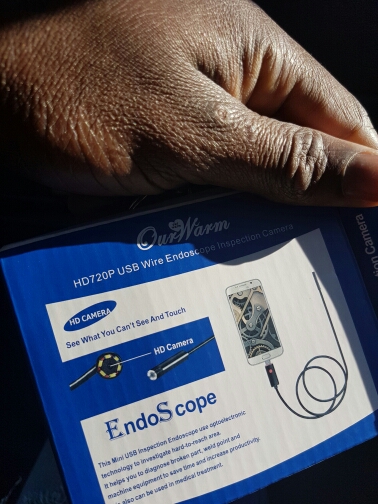 OurWarm
HD720P USB Wire Endoscope Inspection Camera
HD CAMERA
See What You Can't See And Touch
HD Camera
EndoScope
This Mini USB Inspection Endoscope use optoelectronic
technology to investigate hard-to-reach area.
It helps you to diagnose broken part, weld point and
machine equipment to save time and increase productivity.
also can be used in medical treatment.
tion Camera